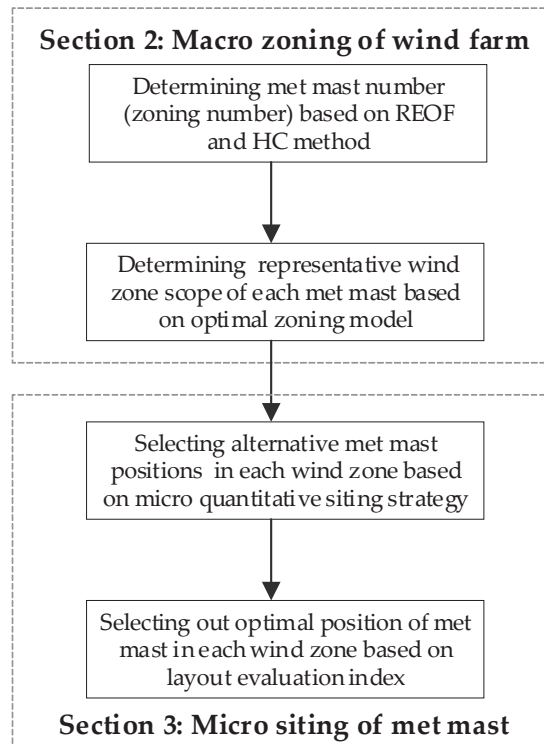 Section 2: Macro zoning of wind farm
Determining met mast number
(zoning number) based on REOF
and HC method
Determining representative wind
zone scope of each met mast based
on optimal zoning model
Selecting alternative met mast
positions in each wind zone based
on micro quantitative siting strategy
Selecting out optimal position of met
mast in each wind zone based on
layout evaluation index
Section 3: Micro siting of met mast